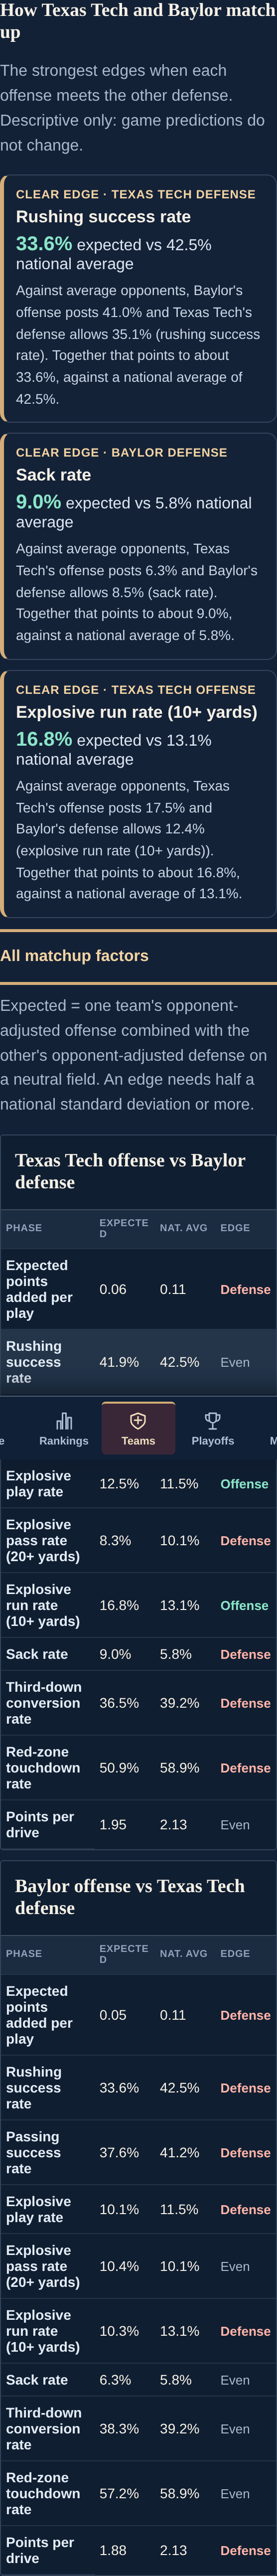 How Texas Tech and Baylor match
up
The strongest edges when each
offense meets the other defense.
Descriptive only: game predictions do
not change.
CLEAR EDGE · TEXAS TECH DEFENSE
Rushing success rate
33.6% expected vs 42.5%
national average
Against average opponents, Baylor's
offense posts 41.0% and Texas Tech's
defense allows 35.1% (rushing success
rate). Together that points to about
33.6%, against a national average of
42.5%.
CLEAR EDGE · BAYLOR DEFENSE
Sack rate
9.0% expected vs 5.8% national
average
Against average opponents, Texas
Tech's offense posts 6.3% and Baylor's
defense allows 8.5% (sack rate).
Together that points to about 9.0%,
against a national average of 5.8%.
CLEAR EDGE · TEXAS TECH OFFENSE
Explosive run rate (10+ yards)
16.8% expected vs 13.1%
national average
Against average opponents, Texas
Tech's offense posts 17.5% and
Baylor's defense allows 12.4%
(explosive run rate (10+ yards)).
Together that points to about 16.8%,
against a national average of 13.1%.
All matchup factors
Expected = one team's opponent-
adjusted offense combined with the
other's opponent-adjusted defense on
a neutral field. An edge needs half a
national standard deviation or more.
Texas Tech offense vs Baylor
defense
PHASE EXPECTE
D NAT. AVG EDGE
Expected
points
added per
play 0.06 0.11 Defense
Rushing
success
rate 41.9% 42.5% Even
e Rankings Teams Playoffs M
Explosive
play rate 12.5% 11.5% Offense
Explosive
pass rate
(20+ yards) 8.3% 10.1% Defense
Explosive
run rate
(10+ yards) 16.8% 13.1% Offense
Sack rate 9.0% 5.8% Defense
Third-down
conversion
rate 36.5% 39.2% Defense
Red-zone
touchdown
rate 50.9% 58.9% Defense
Points per
drive 1.95 2.13 Even
Baylor offense vs Texas Tech
defense
PHASE EXPECTE
D NAT. AVG EDGE
Expected
points
added per
play 0.05 0.11 Defense
Rushing
success
rate 33.6% 42.5% Defense
Passing
success
rate 37.6% 41.2% Defense
Explosive
play rate 10.1% 11.5% Defense
Explosive
pass rate
(20+ yards) 10.4% 10.1% Even
Explosive
run rate
(10+ yards) 10.3% 13.1% Defense
Sack rate 6.3% 5.8% Even
Third-down
conversion
rate 38.3% 39.2% Even
Red-zone
touchdown
rate 57.2% 58.9% Even
Points per
drive 1.88 2.13 Defense